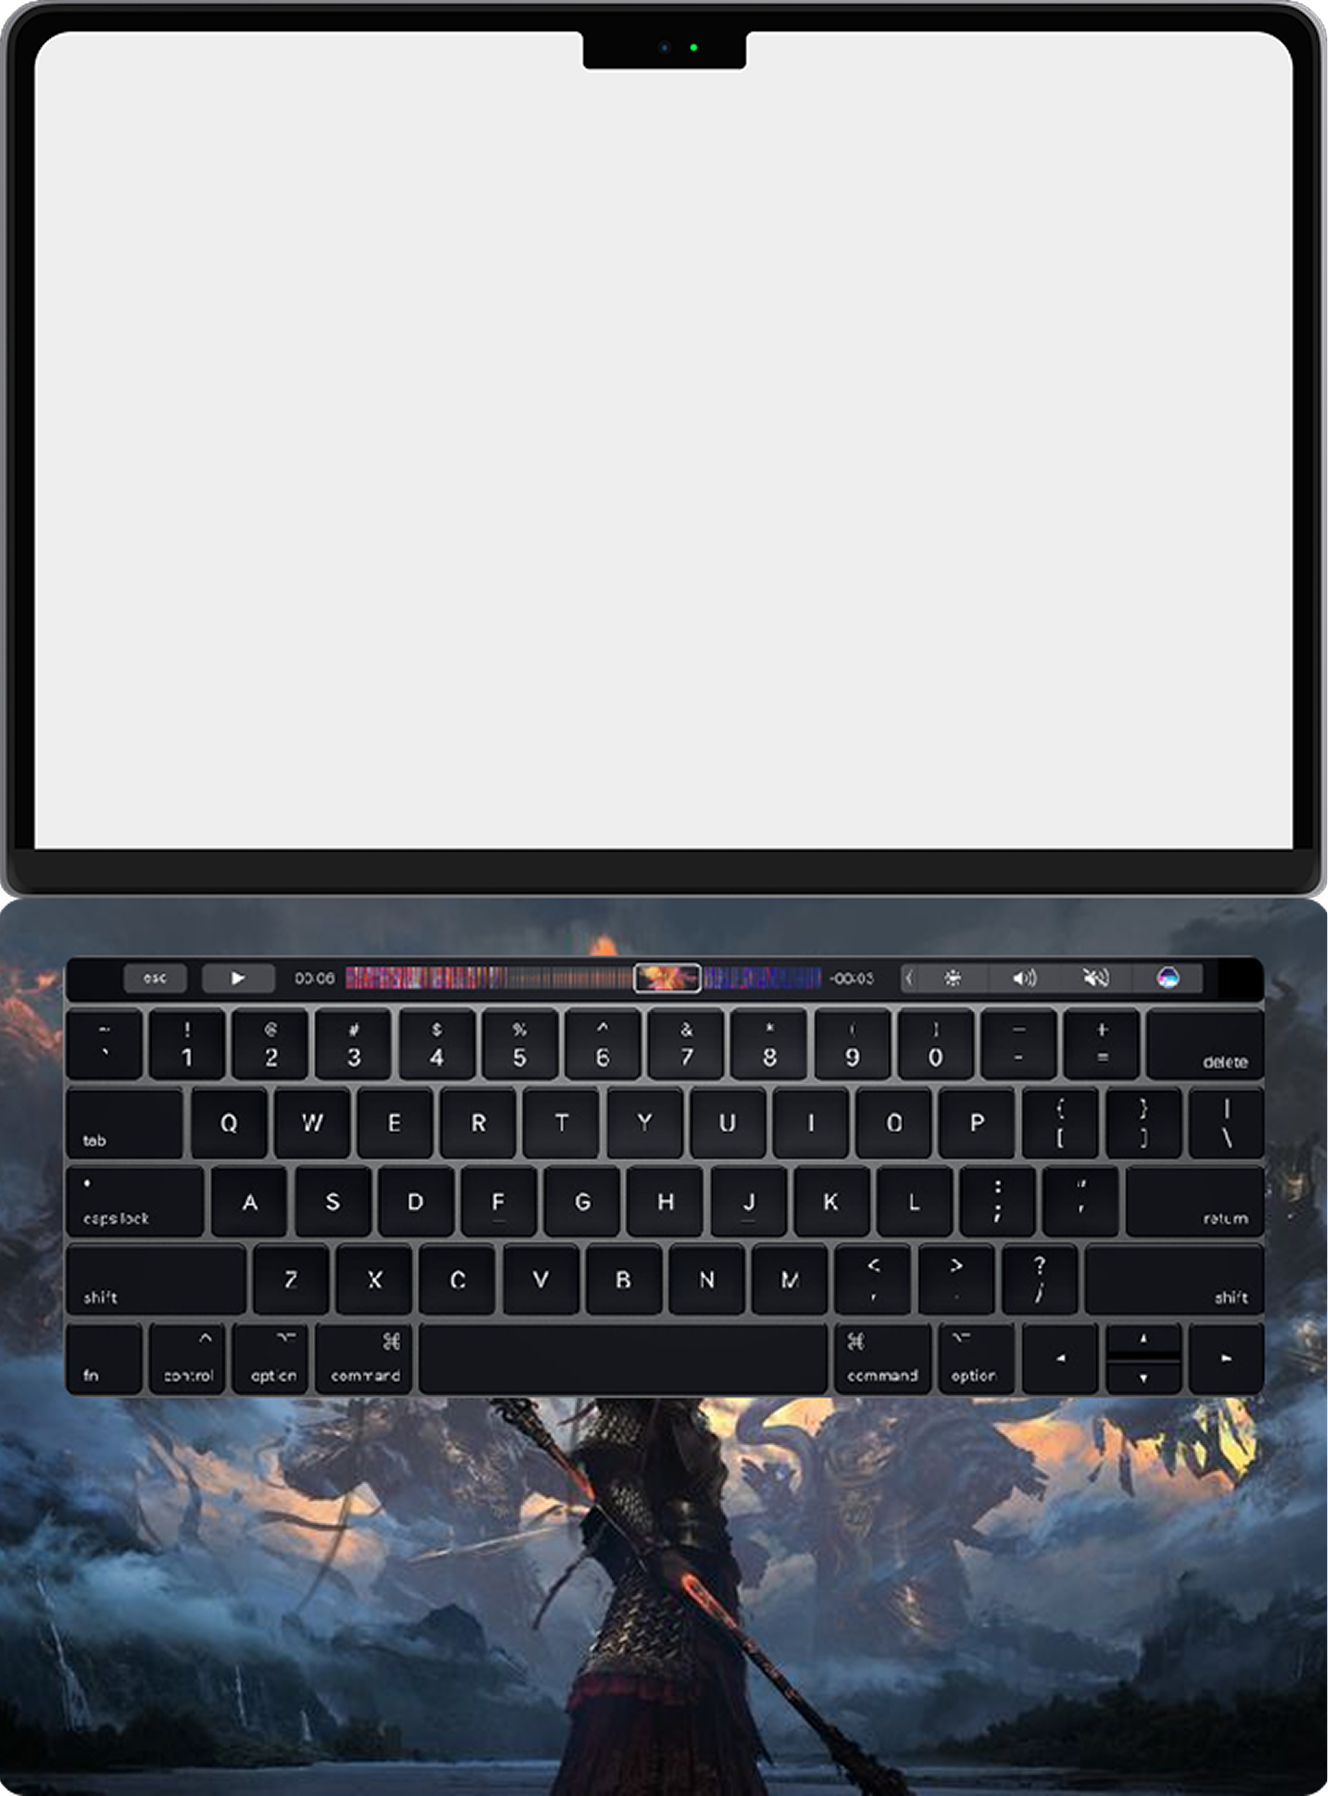 esc 00:06 -00:03
~ ! @ # $ % ^ & * ( ) — +
` 1 2 3 4 5 6 7 8 9 0 - = delete
Q W E R T Y U I O P { } |
tab [ ] \
A S D F G H J K L : "
caps lock ; ' return
Z X C V B N M < > ?
shift , . / shift
^ ⌥ ⌘ ⌘ ⌥
fn control option command command option